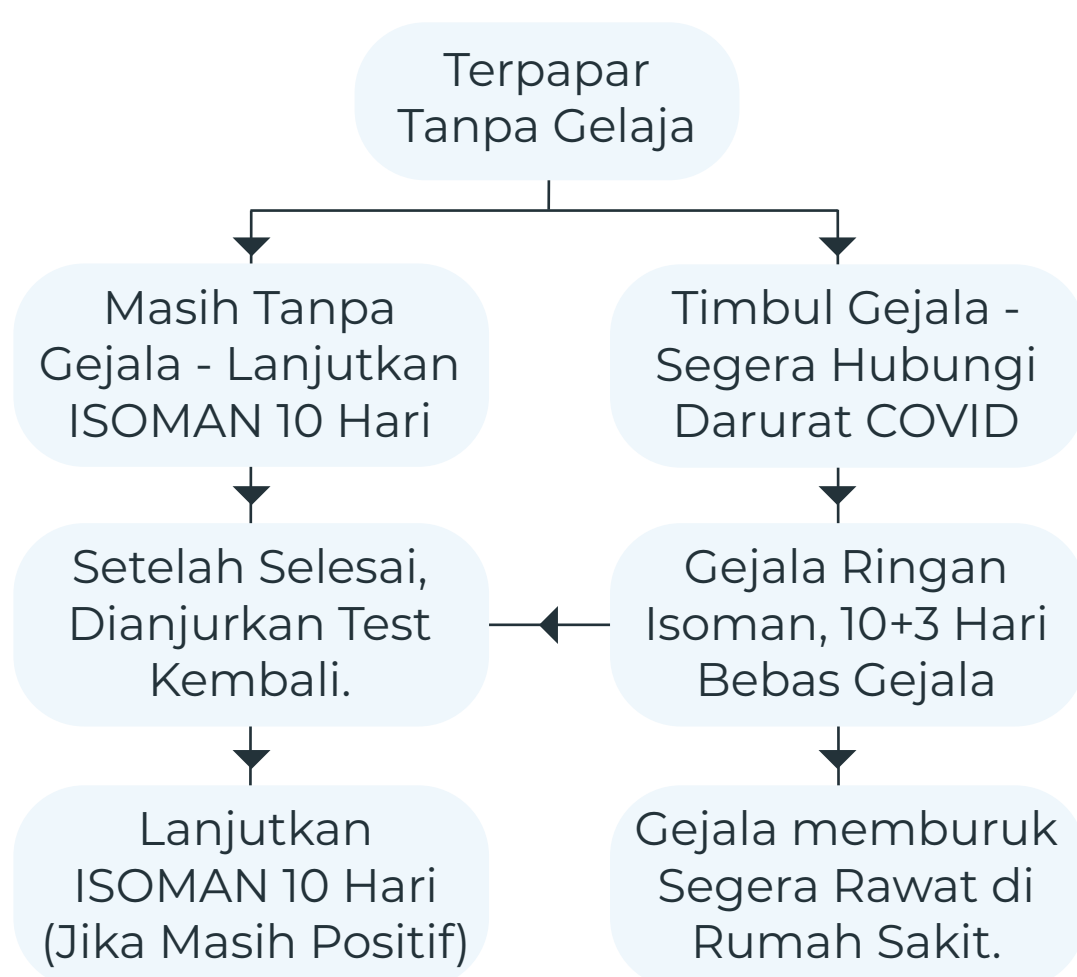 Terpapar
Tanpa Gelaja
Masih Tanpa
Gejala - Lanjutkan
ISOMAN 10 Hari
Timbul Gejala -
Segera Hubungi
Darurat COVID
Setelah Selesai,
Dianjurkan Test
Kembali.
Gejala Ringan
Isoman, 10+3 Hari
Bebas Gejala
Lanjutkan
ISOMAN 10 Hari
(Jika Masih Positif)
Gejala memburuk
Segera Rawat di
Rumah Sakit.